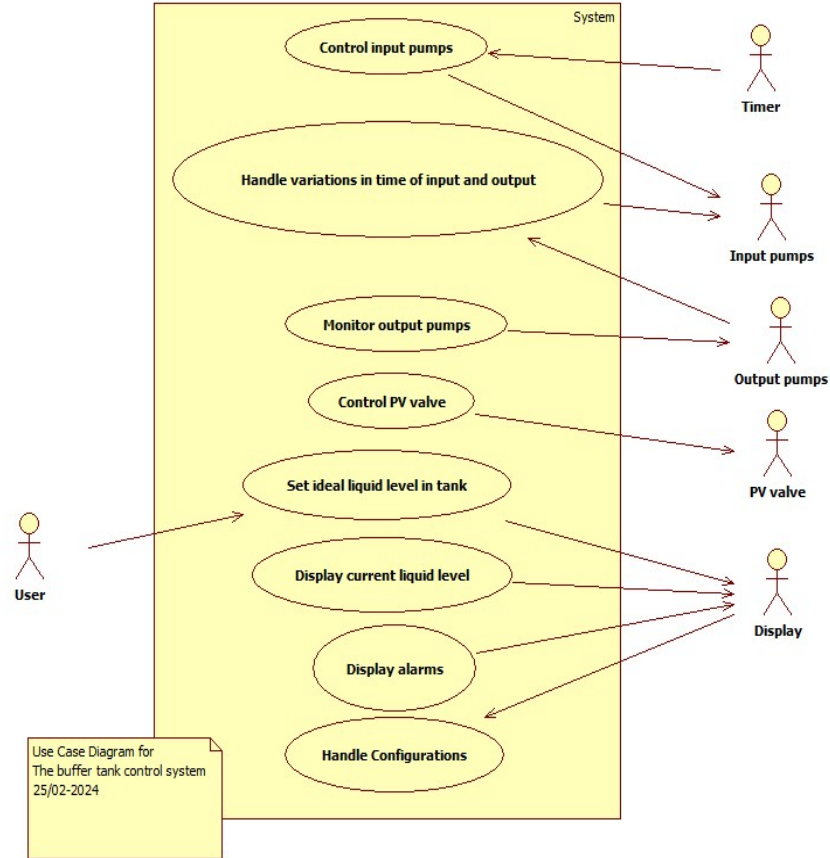 System
Control input pumps
Timer
Handle variations in time of input and output
Input pumps
Monitor output pumps
Output pumps
Control PV valve
PV valve
Set ideal liquid level in tank
User
Display current liquid level
Display
Display alarms
Handle Configurations
Use Case Diagram for
The buffer tank control system
25/02-2024